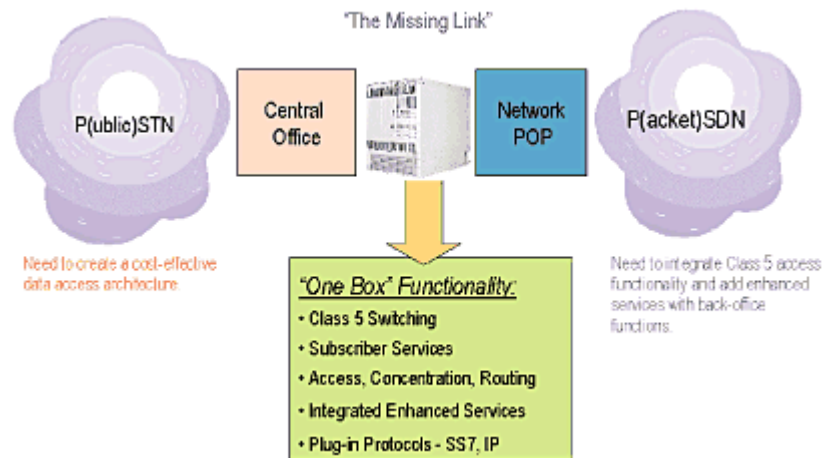 "The Missing Link"
P(ublic)STN
Central
Office
Network
POP
P(acket)SDN
Need to create a cost-effective
data access architecture
Need to integrate Class 5 access
functionality and add enhanced
services with back-office
functions.
"One Box" Functionality:
• Class 5 Switching
• Subscriber Services
• Access, Concentration, Routing
• Integrated Enhanced Services
• Plug-in Protocols - SS7, IP